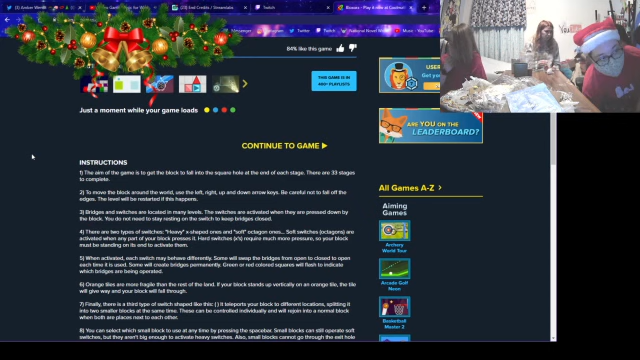 (3) Amber
(23) End Credits / Streamlabs
Twitch
Messenger
Twitch
YouTube
National Novel
84% like this game
THIS GAME IS IN
400+ PLAYLISTS
Just a moment while your game loads
CONTINUE TO GAME
INSTRUCTIONS
1) The aim of the game is to get the block to fall into the square hole at the end of each stage. There are 33 stages
to complete.
2) To move the block around the world, use the left, right, up and down arrow keys. Be careful not to fall off the
edges. The level will be restarted if this happens.
3) Bridges and switches are located in many levels. The switches are activated when they are pressed down by
the block. You do not need to stay resting on the switch to keep bridges closed.
4) There are two types of switches: "Heavy" x-shaped ones and "soft" octagon ones... Soft switches (octagons) are
activated when any part of your block presses it. Hard switches (x's) require much more pressure, so your block
must be standing on its end to activate them.
5) When activated, each switch may behave differently. Some will swap the bridges from open to closed to open
each time it is used. Some will create bridges permanently. Green or red colored squares will flash to indicate
which bridges are being operated.
6) Orange tiles are more fragile than the rest of the land. If your block stands up vertically on an orange tile, the tile
will give way and your block will fall through.
7) Finally, there is a third type of switch shaped like this: ( ) It teleports your block to different locations, splitting it
into two smaller blocks at the same time. These can be controlled individually and will rejoin into a normal block
when both are places next to each other.
8) You can select which small block to use at any time by pressing the spacebar. Small blocks can still operate soft
switches, but they aren't big enough to activate heavy switches. Also, small blocks cannot go through the exit hole
USER
Get yo
ARE YOU ON THE
LEADERBOARD?
NEW
All Games A-Z
Aiming
Games
Archery
World Tour
Arcade Golf
Neon
Basketball
Master 2